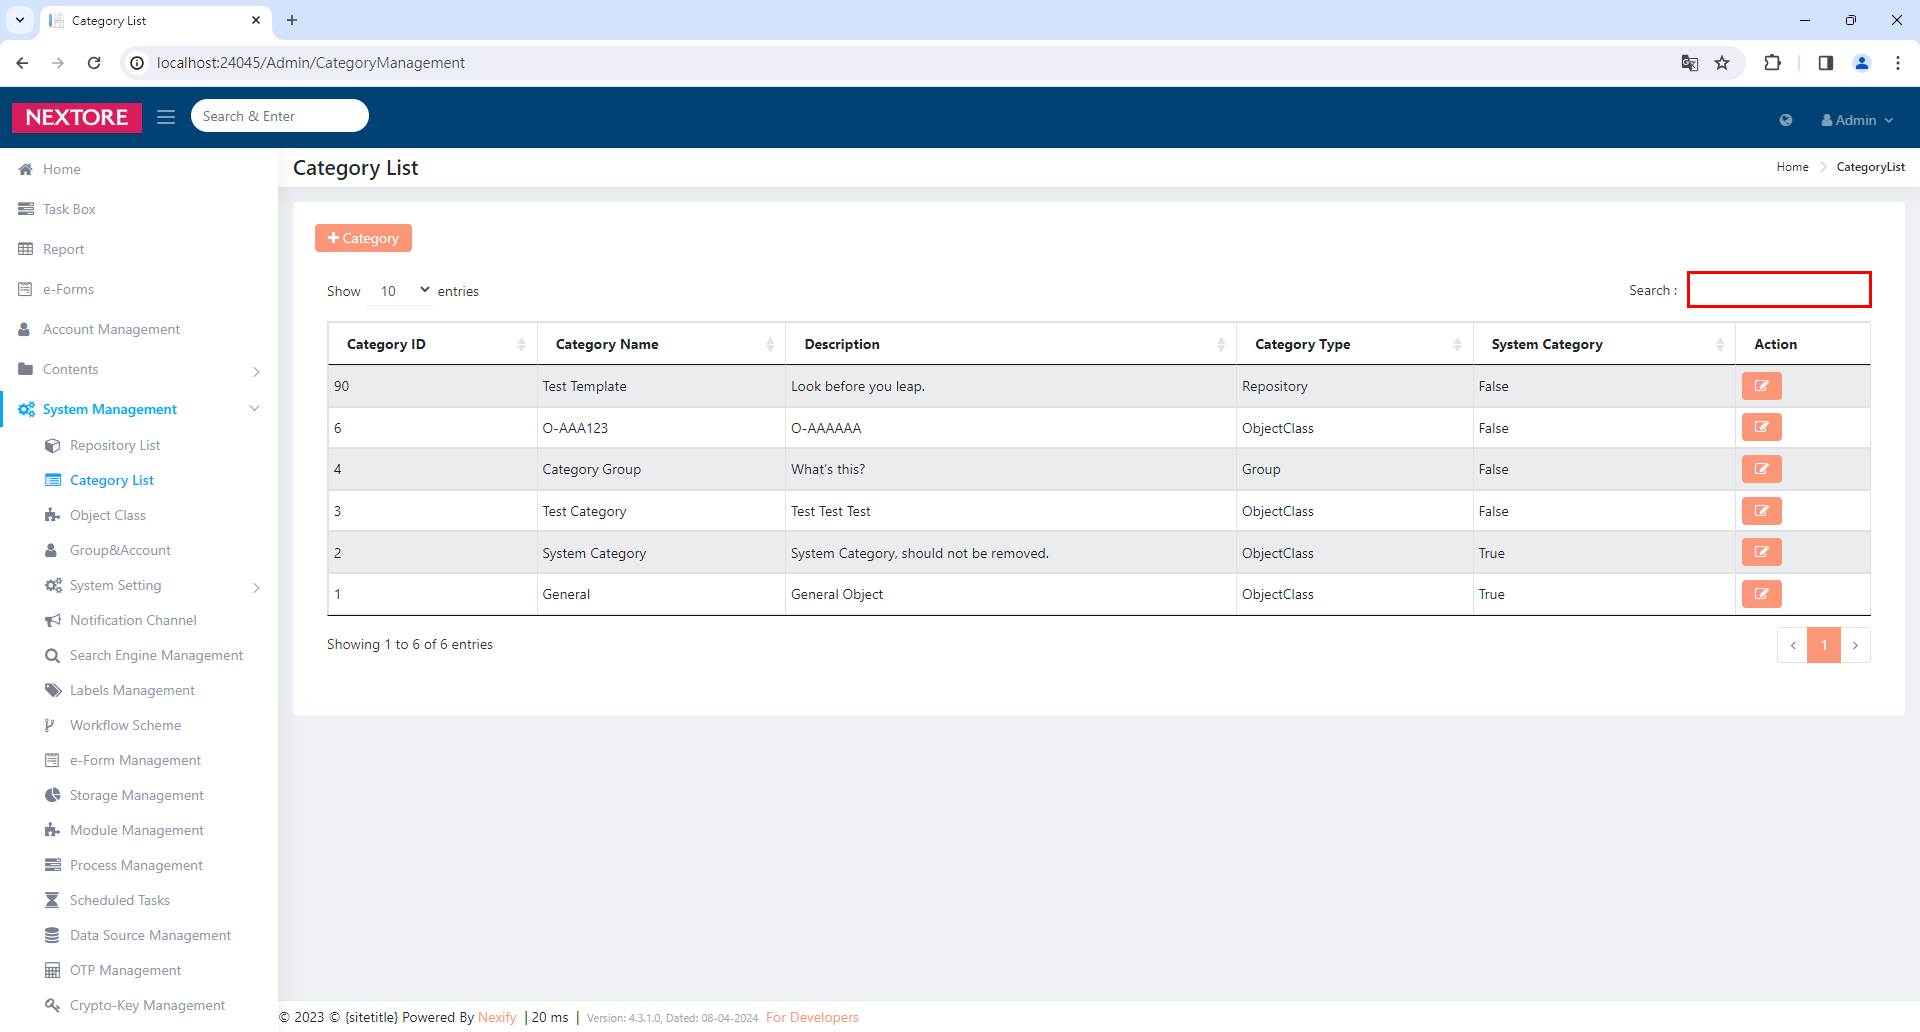 Category List
localhost:24045/Admin/CategoryManagement
NEXTORE
Search & Enter
Admin
Home
Task Box
Report
e-Forms
Account Management
Contents
System Management
Repository List
Category List
Object Class
Group&Account
System Setting
Notification Channel
Search Engine Management
Labels Management
Workflow Scheme
e-Form Management
Storage Management
Module Management
Process Management
Scheduled Tasks
Data Source Management
OTP Management
Crypto-Key Management
Category List
Home > CategoryList
+ Category
Show 10 entries
Search :
Category ID Category Name Description Category Type System Category Action
90 Test Template Look before you leap. Repository False
6 O-AAA123 O-AAAAAA ObjectClass False
4 Category Group What's this? Group False
3 Test Category Test Test Test ObjectClass False
2 System Category System Category, should not be removed. ObjectClass True
1 General General Object ObjectClass True
Showing 1 to 6 of 6 entries
‹ 1 ›
© 2023 © {sitetitle} Powered By Nexify | 20 ms | Version: 4.3.1.0, Dated: 08-04-2024 For Developers